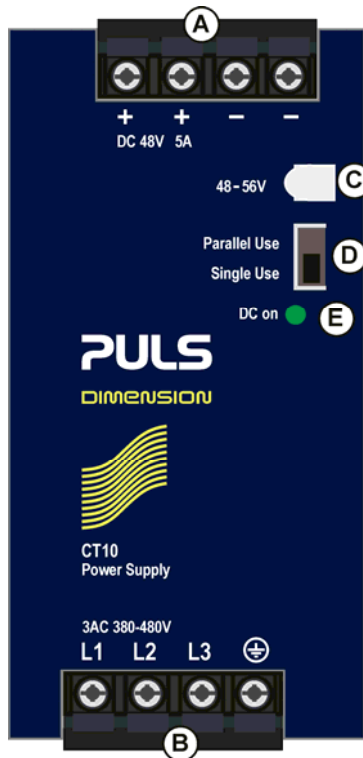 A
+ + – –
DC 48V 5A
48–56V
C
Parallel Use
D
Single Use
DC on
E
PULS
DIMENSION
CT10
Power Supply
3AC 380-480V
L1 L2 L3
B